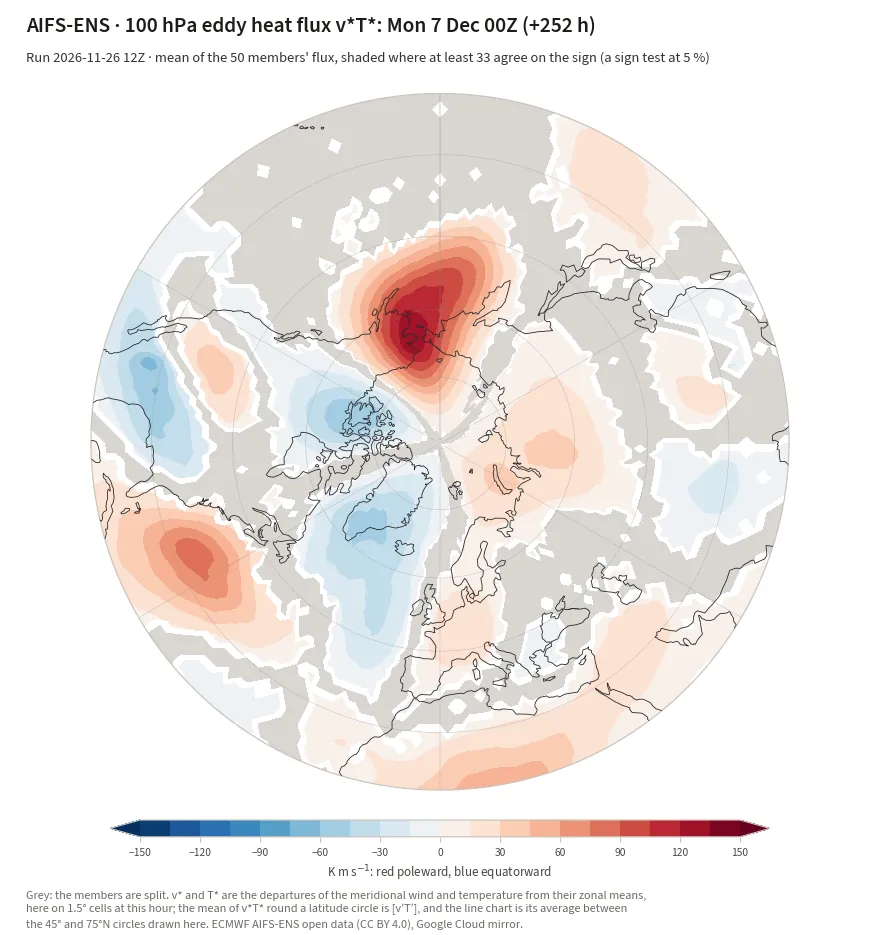 AIFS-ENS · 100 hPa eddy heat flux v*T*: Mon 7 Dec 00Z (+252 h)
Run 2026-11-26 12Z · mean of the 50 members' flux, shaded where at least 33 agree on the sign (a sign test at 5 %)
−150 −120 −90 −60 −30 0 30 60 90 120 150
K m s⁻¹: red poleward, blue equatorward
Grey: the members are split. v* and T* are the departures of the meridional wind and temperature from their zonal means,
here on 1.5° cells at this hour; the mean of v*T* round a latitude circle is [v'T'], and the line chart is its average between
the 45° and 75°N circles drawn here. ECMWF AIFS-ENS open data (CC BY 4.0), Google Cloud mirror.